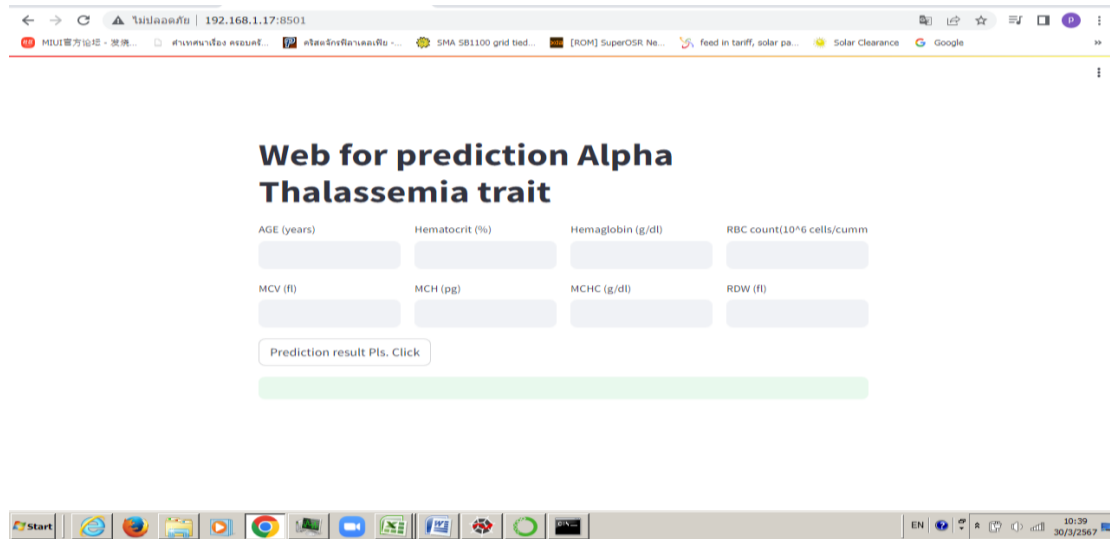 ไม่ปลอดภัย | 192.168.1.17:8501
P
MIUI官方论坛 - 发烧... คำเทศนาเรื่อง ครอบครั... คริสตจักรฟีลาเดลเฟีย -... SMA SB1100 grid tied... [ROM] SuperOSR Ne... feed in tariff, solar pa... Solar Clearance Google »
Web for prediction Alpha
Thalassemia trait
AGE (years) Hematocrit (%) Hemaglobin (g/dl) RBC count(10^6 cells/cumm
MCV (fl) MCH (pg) MCHC (g/dl) RDW (fl)
Prediction result Pls. Click
Start EN 10:39
30/3/2567